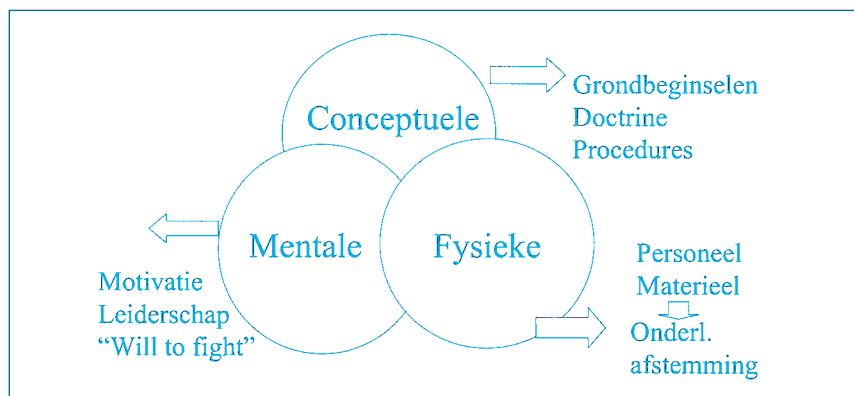 Conceptuele
Grondbeginselen
Doctrine
Procedures
Mentale
Fysieke
Motivatie
Leiderschap
“Will to fight”
Personeel
Materieel
Onderl.
afstemming